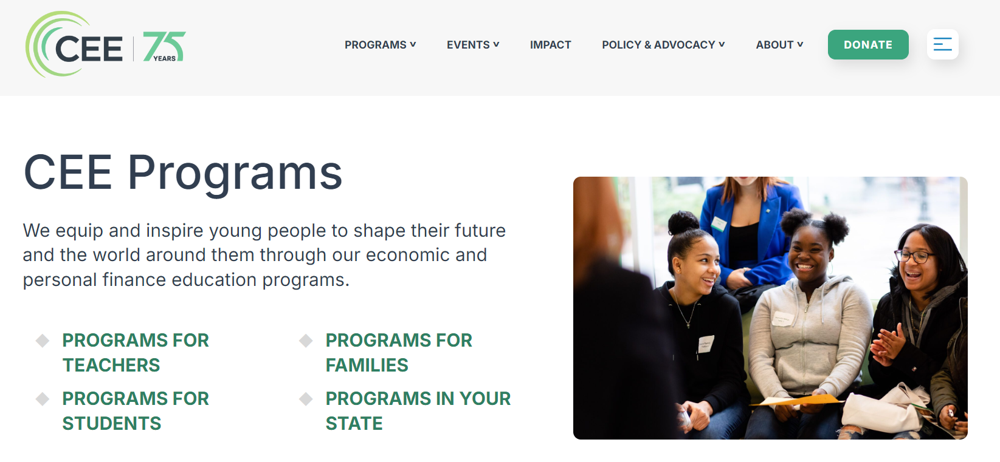 CEE
75
YEARS
PROGRAMS
EVENTS
IMPACT
POLICY & ADVOCACY
ABOUT
DONATE
CEE Programs
We equip and inspire young people to shape their future
and the world around them through our economic and
personal finance education programs.
PROGRAMS FOR
TEACHERS
PROGRAMS FOR
FAMILIES
PROGRAMS FOR
STUDENTS
PROGRAMS IN YOUR
STATE